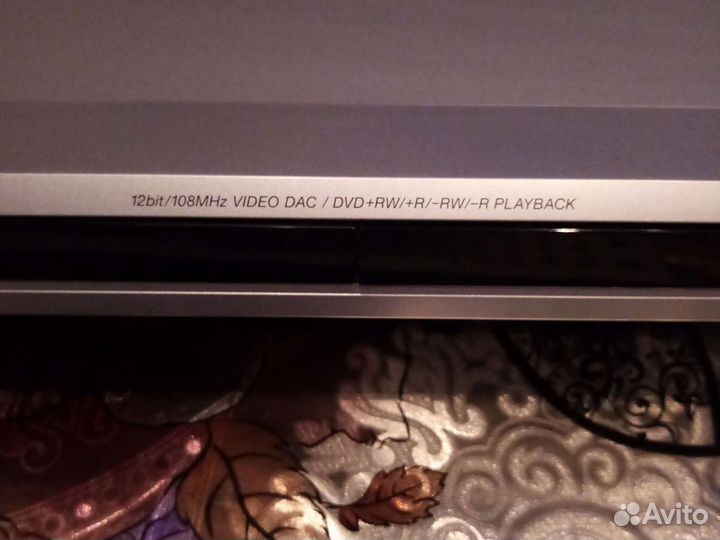 12bit/108MHz VIDEO DAC / DVD+RW/+R/-RW/-R PLAYBACK
Avito